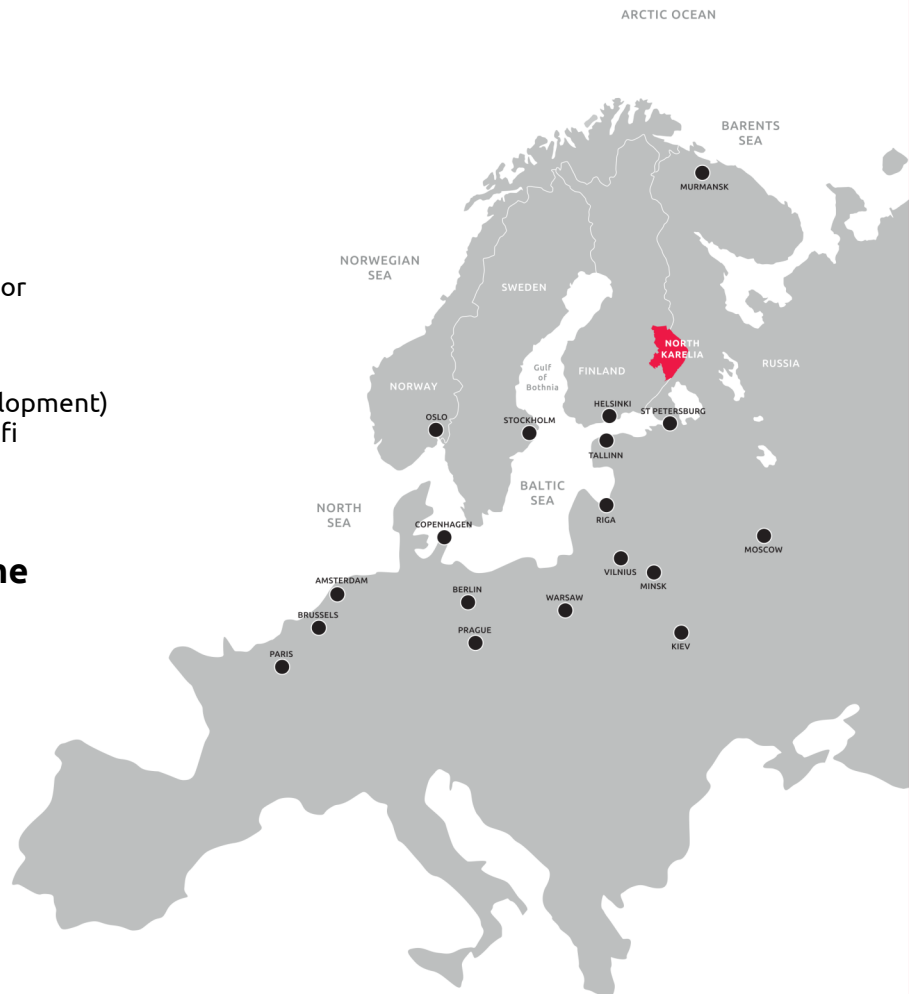 or
lopment)
fi
ne
ARCTIC OCEAN
BARENTS
SEA
MURMANSK
NORWEGIAN
SEA
SWEDEN
NORTH
KARELIA
RUSSIA
Gulf
of
Bothnia
FINLAND
NORWAY
HELSINKI
ST PETERSBURG
OSLO
STOCKHOLM
TALLINN
BALTIC
SEA
NORTH
SEA
RIGA
COPENHAGEN
MOSCOW
VILNIUS
MINSK
AMSTERDAM
BERLIN
WARSAW
BRUSSELS
PRAGUE
KIEV
PARIS